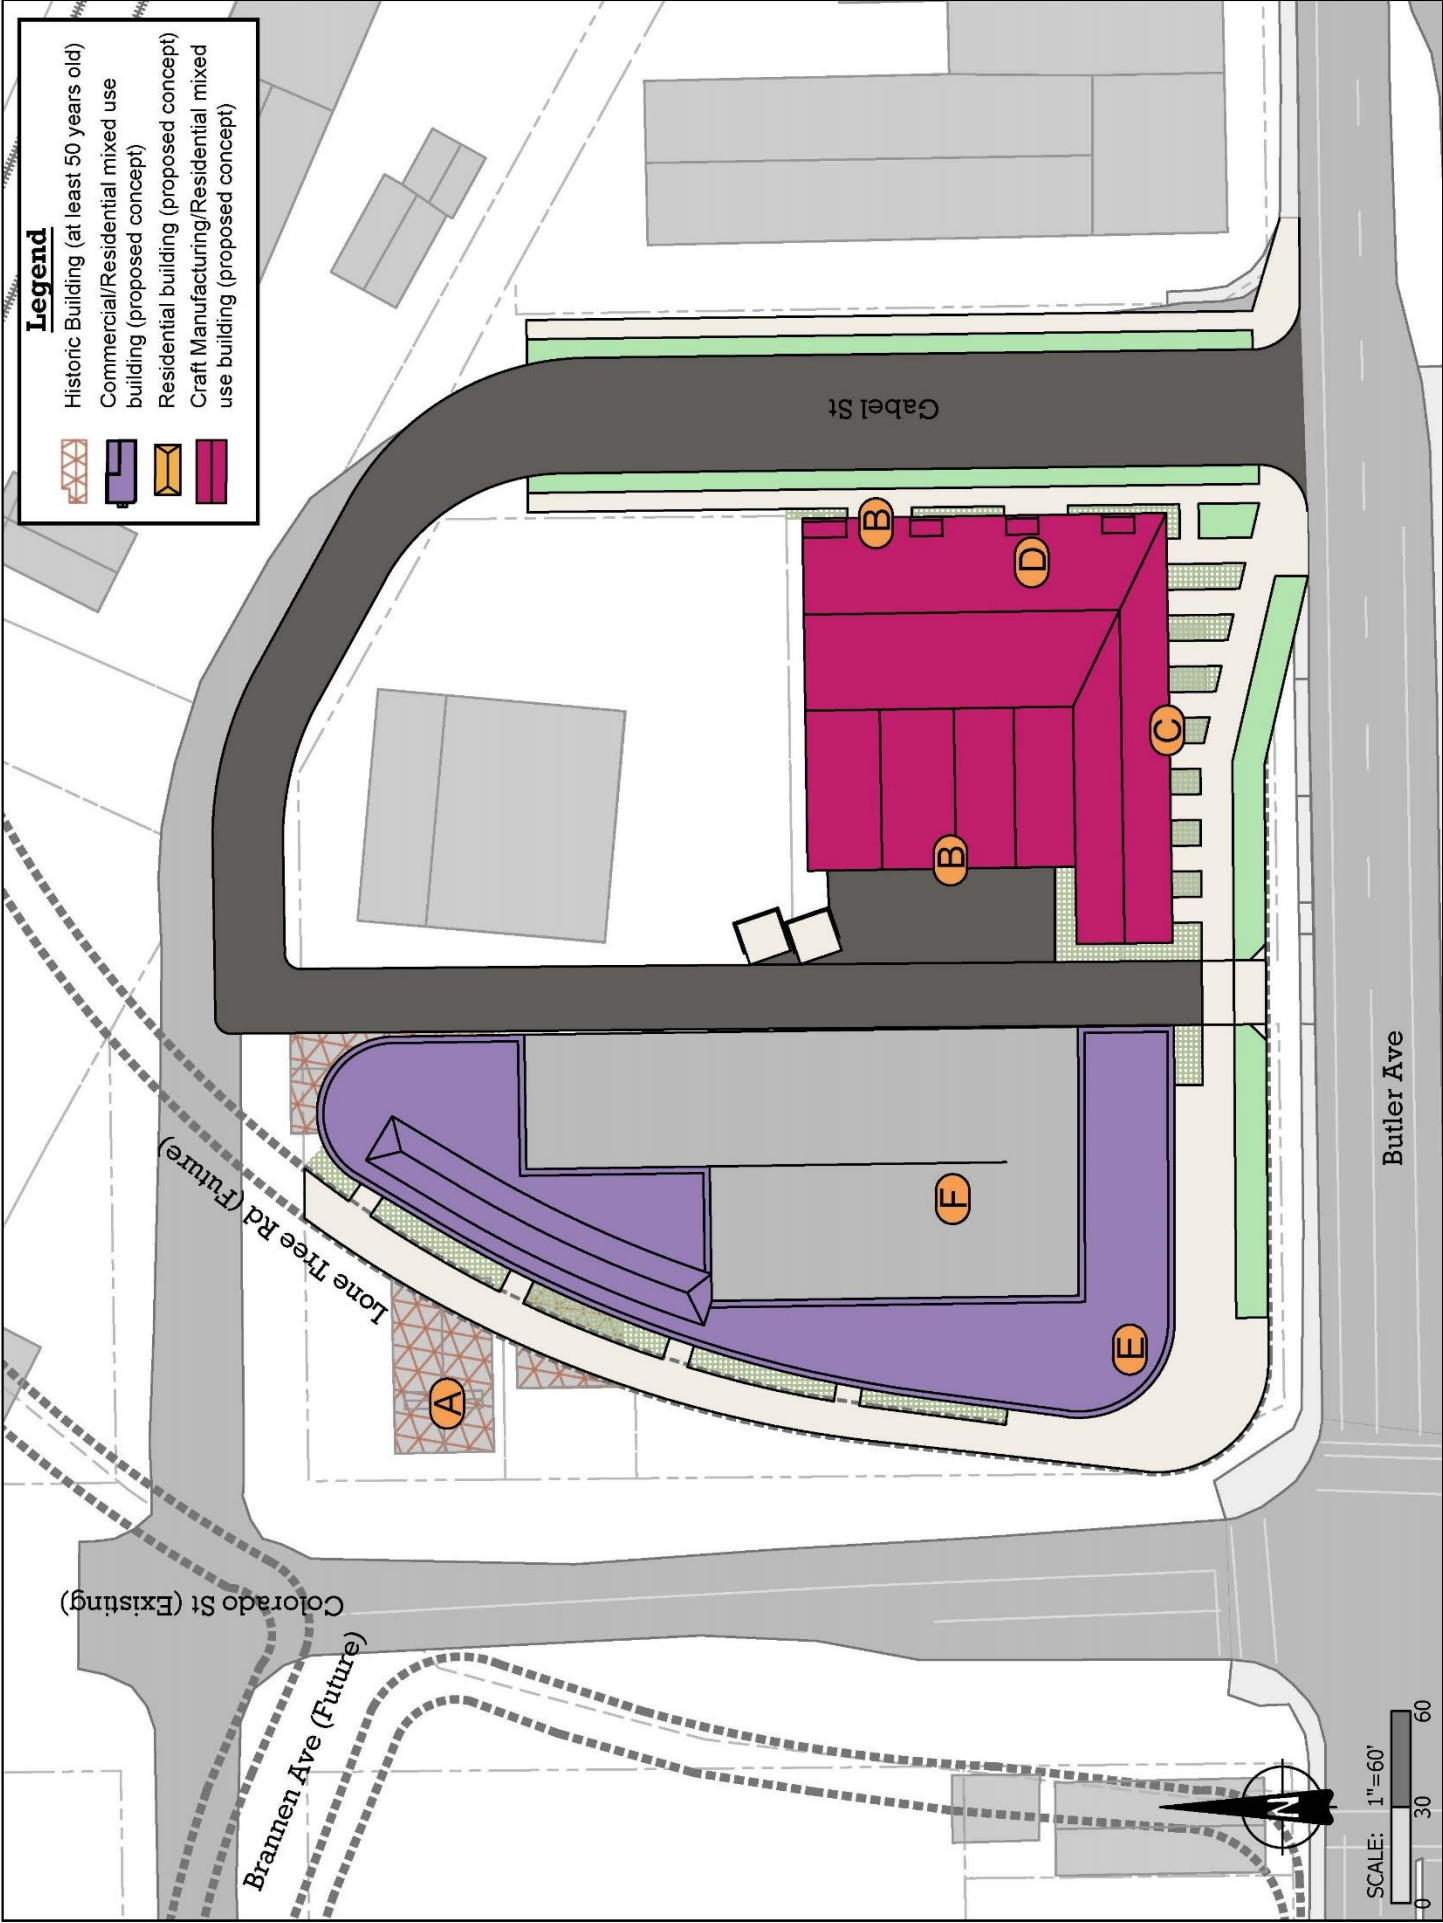 Legend
Historic Building (at least 50 years old)
Commercial/Residential mixed use
building (proposed concept)
Residential building (proposed concept)
Craft Manufacturing/Residential mixed
use building (proposed concept)
Colorado St (Existing)
Brannen Ave (Future)
Lone Tree Rd (Future)
Gabel St
Butler Ave
A
B
B
C
D
E
F
N
SCALE: 1"=60'
0 30 60